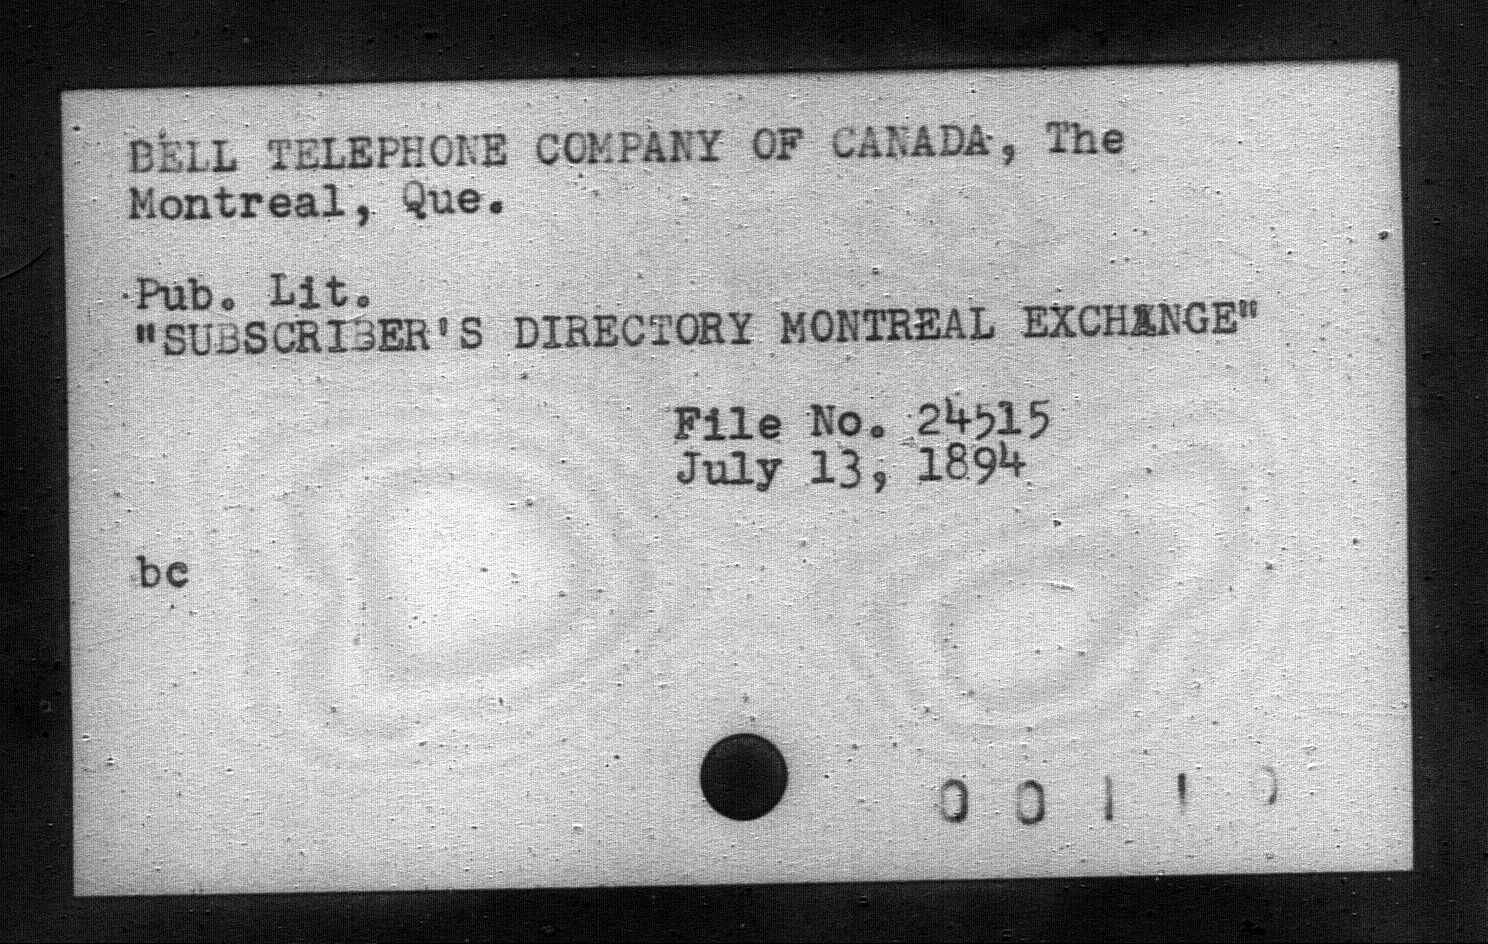 BELL TELEPHONE COMPANY OF CANADA, The
Montreal, Que.
Pub. Lit.
"SUBSCRIBER'S DIRECTORY MONTREAL EXCHANGE"
File No. 24515
July 13, 1894
bc